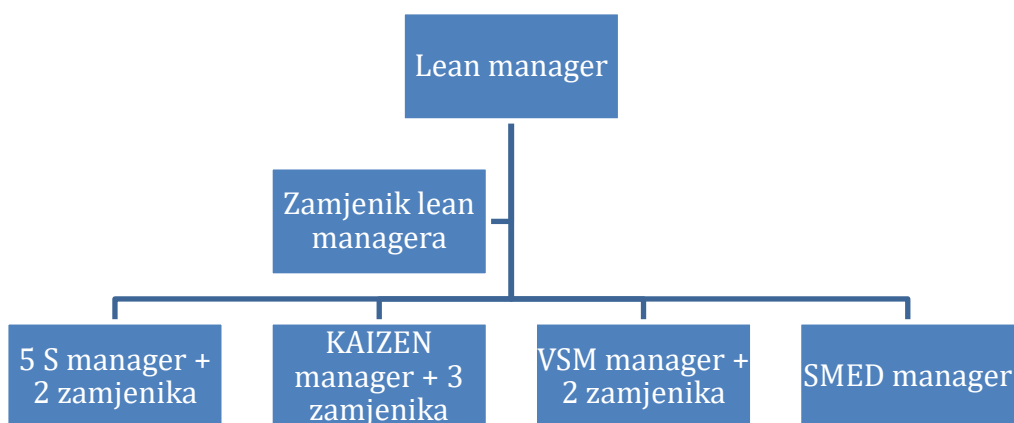 Lean manager
Zamjenik lean
managera
5 S manager +
2 zamjenika
KAIZEN
manager + 3
zamjenika
VSM manager +
2 zamjenika
SMED manager